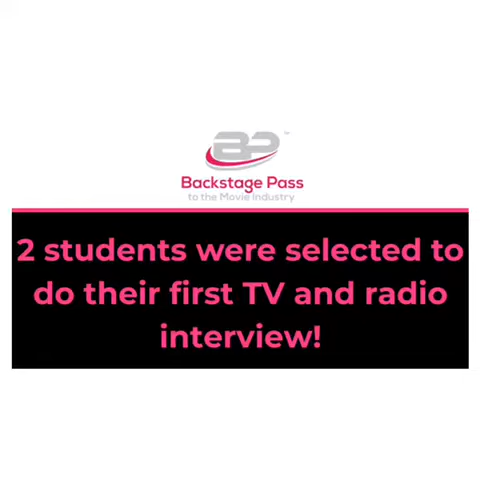 BP
™
Backstage Pass
to the Movie Industry
2 students were selected to
do their first TV and radio
interview!